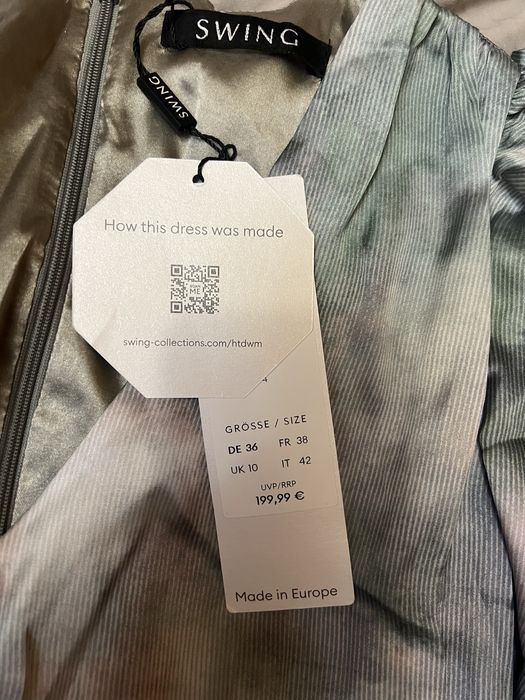 SWING
SWING
How this dress was made
swing-collections.com/htdwm
4
GRÖSSE / SIZE
DE 36 FR 38
UK 10 IT 42
UVP/RRP
199,99 €
Made in Europe